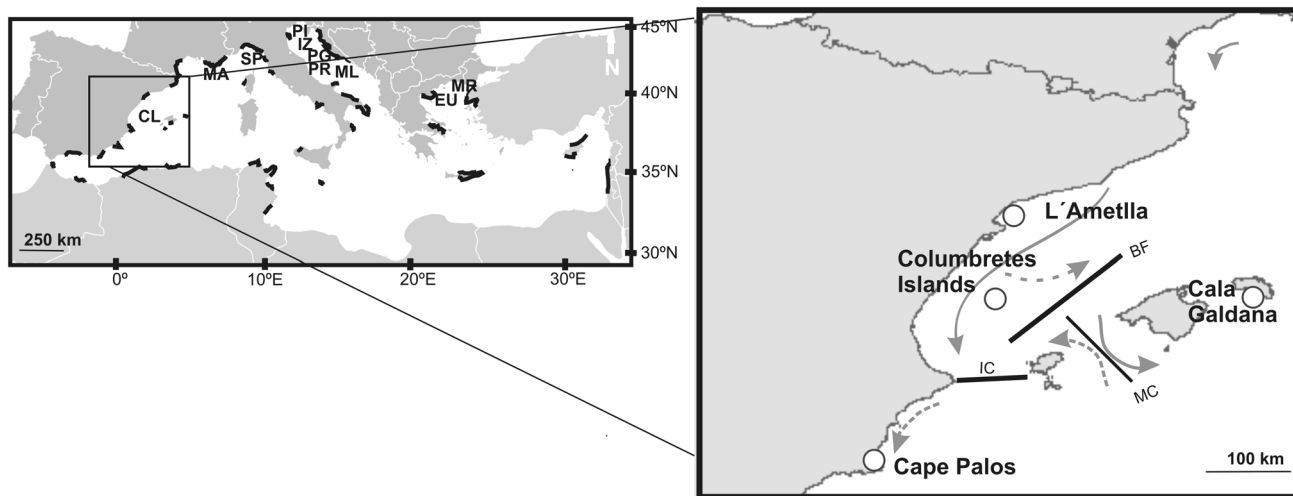 45ºN
PI
IZ
SP
PG
N
MA
PR
ML
MR
40ºN
EU
CL
35ºN
250 km
30ºN
0º
10ºE
20ºE
30ºE
L´Ametlla
BF
Columbretes
Islands
Cala
Galdana
IC
MC
Cape Palos
100 km